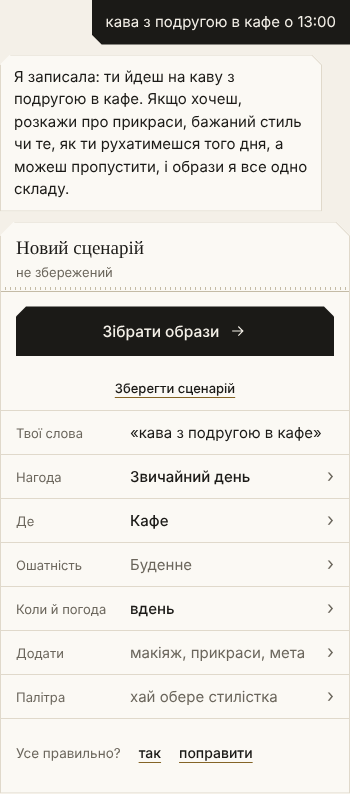 кава з подругою в кафе о 13:00
Я записала: ти йдеш на каву з
подругою в кафе. Якщо хочеш,
розкажи про прикраси, бажаний стиль
чи те, як ти рухатимешся того дня, а
можеш пропустити, і образи я все одно
складу.
Новий сценарій
не збережений
Зібрати образи →
Зберегти сценарій
Твої слова «кава з подругою в кафе»
Нагода Звичайний день ›
Де Кафе ›
Ошатність Буденне ›
Коли й погода вдень ›
Додати макіяж, прикраси, мета ›
Палітра хай обере стилістка ›
Усе правильно? так поправити